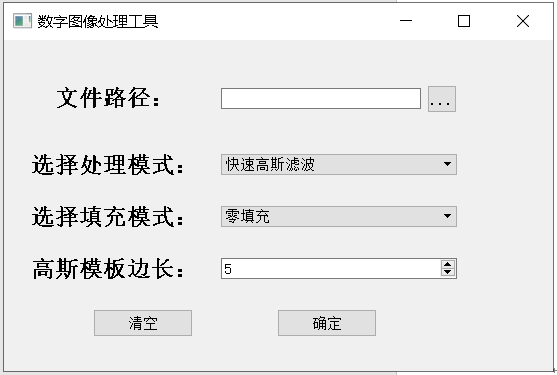 数字图像处理工具
文件路径： ...
选择处理模式： 快速高斯滤波
选择填充模式： 零填充
高斯模板边长： 5
清空 确定